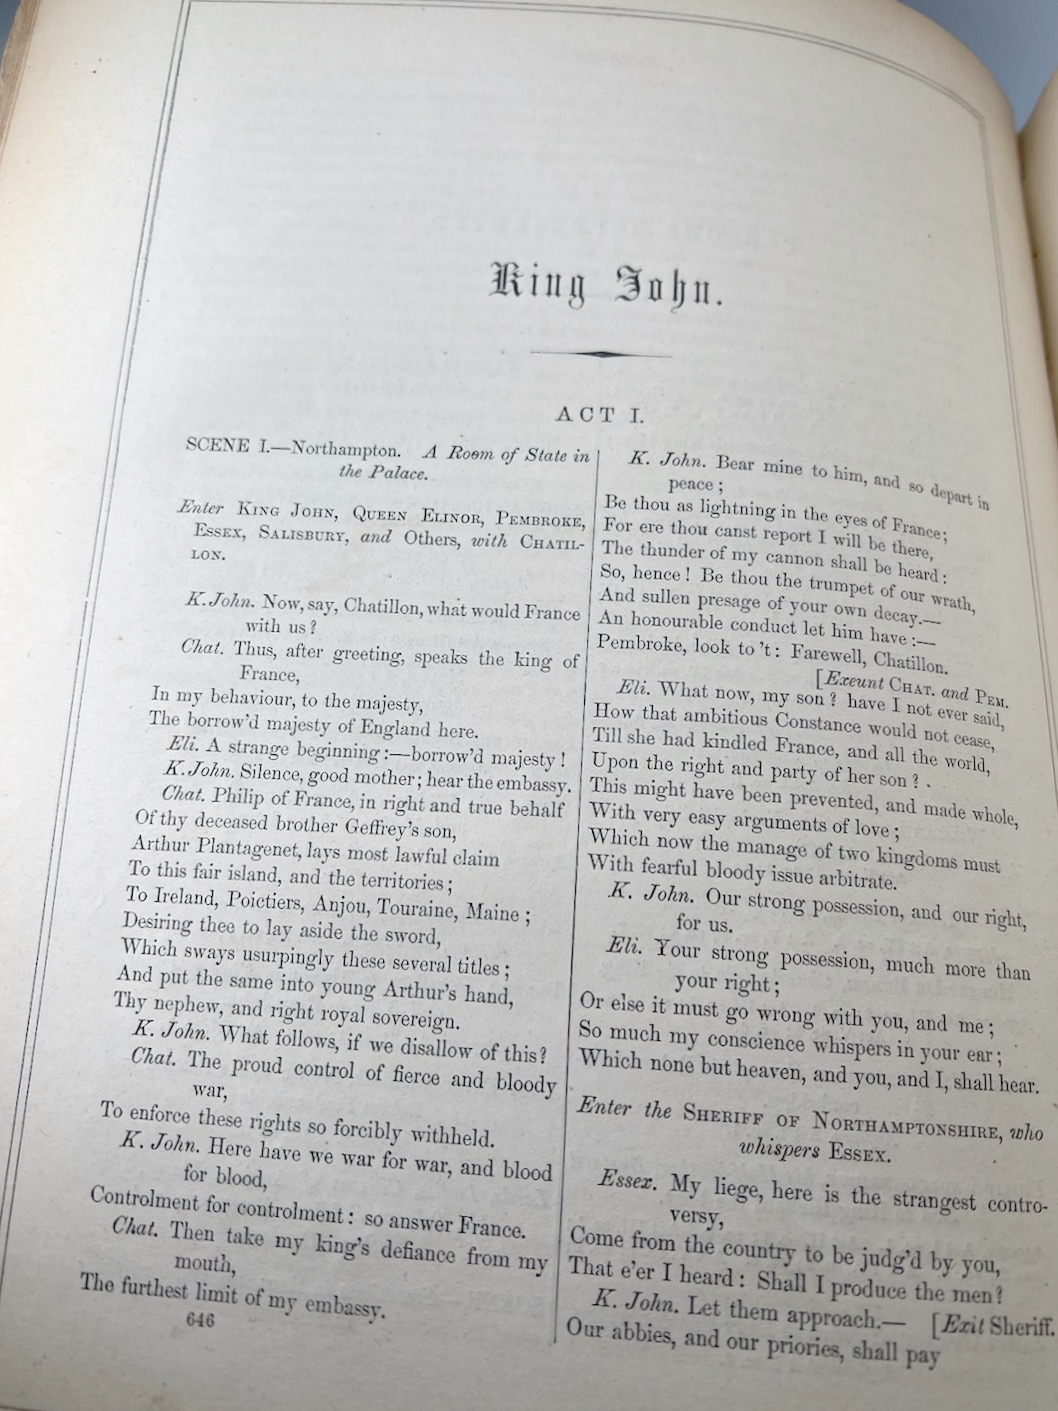 King John.
ACT I.
SCENE I.—Northampton. A Room of State in
the Palace.
Enter KING JOHN, QUEEN ELINOR, PEMBROKE,
ESSEX, SALISBURY, and Others, with CHATIL-
LON.
K. John. Now, say, Chatillon, what would France
with us?
Chat. Thus, after greeting, speaks the king of
France,
In my behaviour, to the majesty,
The borrow'd majesty of England here.
Eli. A strange beginning:—borrow'd majesty!
K. John. Silence, good mother; hear the embassy.
Chat. Philip of France, in right and true behalf
Of thy deceased brother Geffrey's son,
Arthur Plantagenet, lays most lawful claim
To this fair island, and the territories;
To Ireland, Poictiers, Anjou, Touraine, Maine;
Desiring thee to lay aside the sword,
Which sways usurpingly these several titles;
And put the same into young Arthur's hand,
Thy nephew, and right royal sovereign.
K. John. What follows, if we disallow of this?
Chat. The proud control of fierce and bloody
war,
To enforce these rights so forcibly withheld.
K. John. Here have we war for war, and blood
for blood,
Controlment for controlment: so answer France.
Chat. Then take my king's defiance from my
mouth,
The furthest limit of my embassy.
646
K. John. Bear mine to him, and so depart in
peace;
Be thou as lightning in the eyes of France;
For ere thou canst report I will be there,
The thunder of my cannon shall be heard:
So, hence! Be thou the trumpet of our wrath,
And sullen presage of your own decay.—
An honourable conduct let him have:—
Pembroke, look to 't: Farewell, Chatillon.
[Exeunt CHAT. and PEM.
Eli. What now, my son? have I not ever said,
How that ambitious Constance would not cease,
Till she had kindled France, and all the world,
Upon the right and party of her son?
This might have been prevented, and made whole,
With very easy arguments of love;
Which now the manage of two kingdoms must
With fearful bloody issue arbitrate.
K. John. Our strong possession, and our right,
for us.
Eli. Your strong possession, much more than
your right;
Or else it must go wrong with you, and me;
So much my conscience whispers in your ear;
Which none but heaven, and you, and I, shall hear.
Enter the SHERIFF OF NORTHAMPTONSHIRE, who
whispers ESSEX.
Essex. My liege, here is the strangest contro-
versy,
Come from the country to be judg'd by you,
That e'er I heard: Shall I produce the men?
K. John. Let them approach.— [Exit Sheriff.
Our abbies, and our priories, shall pay